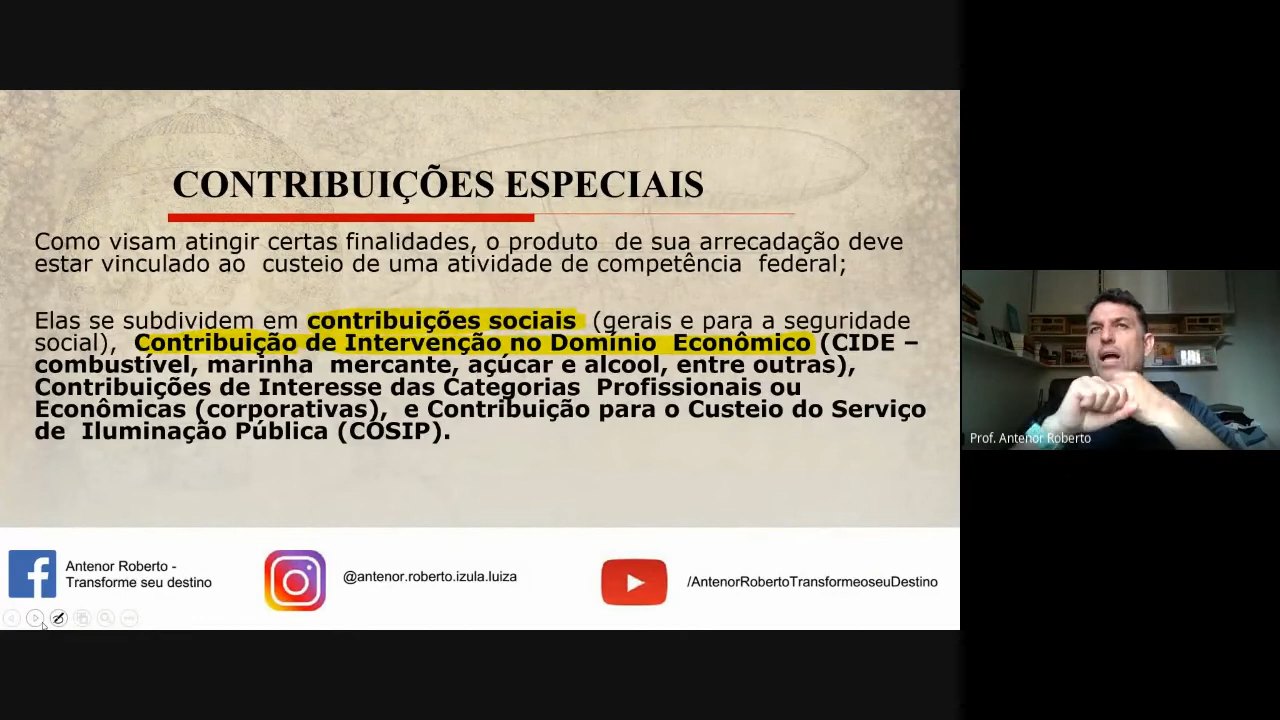 CONTRIBUIÇÕES ESPECIAIS
Como visam atingir certas finalidades, o produto de sua arrecadação deve
estar vinculado ao custeio de uma atividade de competência federal;
Elas se subdividem em contribuições sociais (gerais e para a seguridade
social), Contribuição de Intervenção no Domínio Econômico (CIDE –
combustível, marinha mercante, açúcar e alcool, entre outras),
Contribuições de Interesse das Categorias Profissionais ou
Econômicas (corporativas), e Contribuição para o Custeio do Serviço
de Iluminação Pública (COSIP).
Antenor Roberto -
Transforme seu destino
@antenor.roberto.izula.luiza
/AntenorRobertoTransformeoseuDestino
Prof. Antenor Roberto